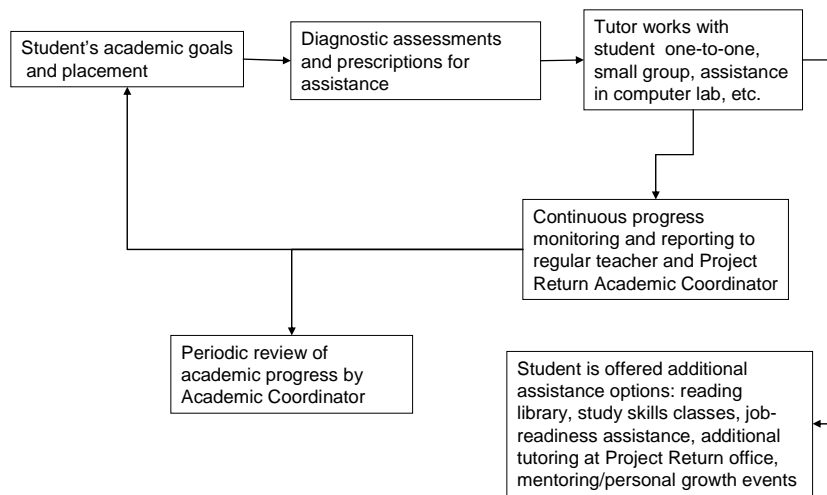 Student's academic goals
and placement
Diagnostic assessments
and prescriptions for
assistance
Tutor works with
student one-to-one,
small group, assistance
in computer lab, etc.
Continuous progress
monitoring and reporting to
regular teacher and Project
Return Academic Coordinator
Periodic review of
academic progress by
Academic Coordinator
Student is offered additional
assistance options: reading
library, study skills classes, job-
readiness assistance, additional
tutoring at Project Return office,
mentoring/personal growth events